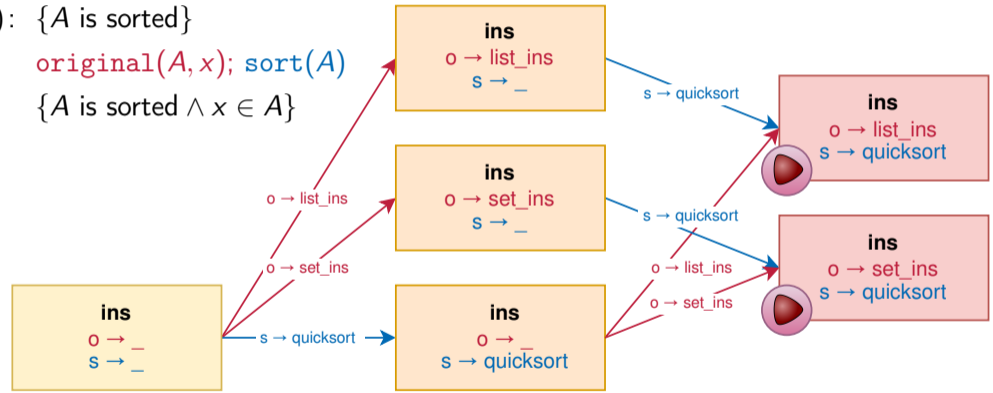 ): {A is sorted}
original(A, x); sort(A)
{A is sorted ∧ x ∈ A}
ins
o → _
s → _
o → list_ins
o → set_ins
s → quicksort
ins
o → list_ins
s → _
ins
o → set_ins
s → _
ins
o → _
s → quicksort
s → quicksort
s → quicksort
o → list_ins
o → set_ins
ins
o → list_ins
s → quicksort
ins
o → set_ins
s → quicksort